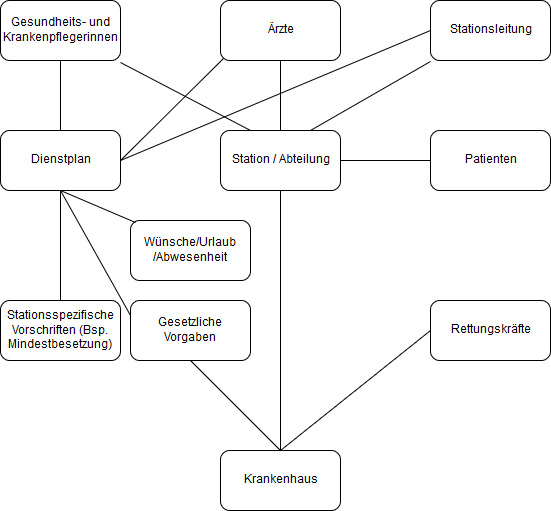 Gesundheits- und
Krankenpflegerinnen
Ärzte
Stationsleitung
Dienstplan
Station / Abteilung
Patienten
Wünsche/Urlaub
/Abwesenheit
Stationsspezifische
Vorschriften (Bsp.
Mindestbesetzung)
Gesetzliche
Vorgaben
Rettungskräfte
Krankenhaus